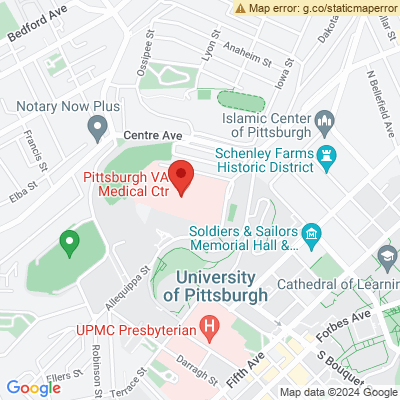 Map error: g.co/staticmaperror
Bedford Ave
Ossipee St
Lyon St
Anaheim St
Iowa St
Dakota
llar St
N Bellefield Ave
Notary Now Plus
Centre Ave
Islamic Center
of Pittsburgh
Francis St
Schenley Farms
Historic District
Pittsburgh VA
Medical Ctr
Elba St
Soldiers & Sailors
Memorial Hall &...
Allequippa St
University
of Pittsburgh
Cathedral of Learnin
UPMC Presbyterian
H
Forbes Ave
Fifth Ave
S Bouquet
Robinson St
Ellers St
Darragh St
Terrace St
Google
Map data ©2024 Google